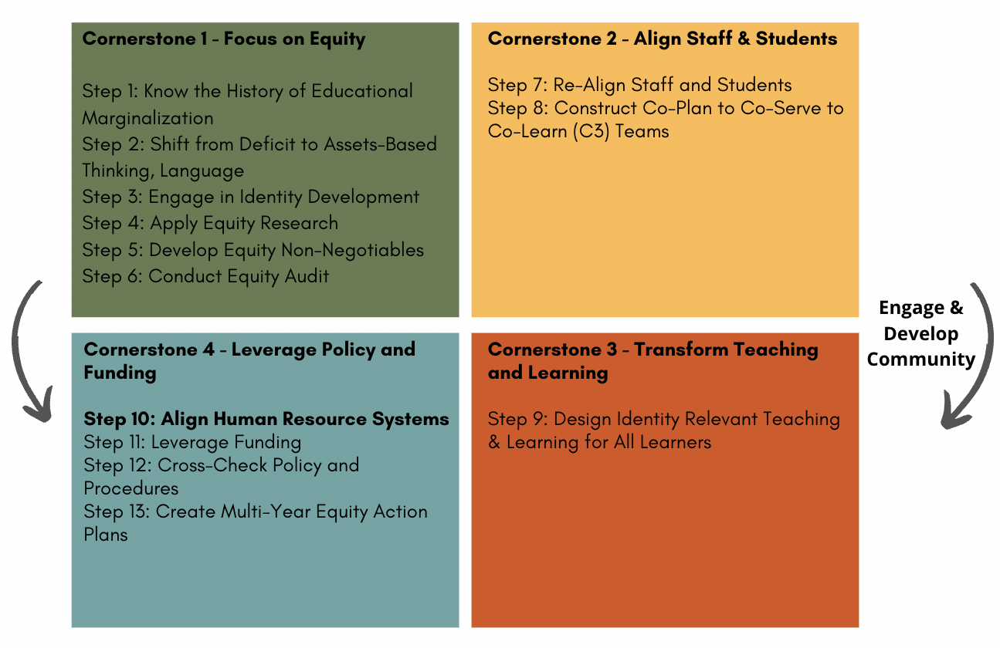 Cornerstone 1 - Focus on Equity
Step 1: Know the History of Educational
Marginalization
Step 2: Shift from Deficit to Assets-Based
Thinking, Language
Step 3: Engage in Identity Development
Step 4: Apply Equity Research
Step 5: Develop Equity Non-Negotiables
Step 6: Conduct Equity Audit
Cornerstone 2 - Align Staff & Students
Step 7: Re-Align Staff and Students
Step 8: Construct Co-Plan to Co-Serve to
Co-Learn (C3) Teams
Engage &
Develop
Community
Cornerstone 4 - Leverage Policy and
Funding
Step 10: Align Human Resource Systems
Step 11: Leverage Funding
Step 12: Cross-Check Policy and
Procedures
Step 13: Create Multi-Year Equity Action
Plans
Cornerstone 3 - Transform Teaching
and Learning
Step 9: Design Identity Relevant Teaching
& Learning for All Learners